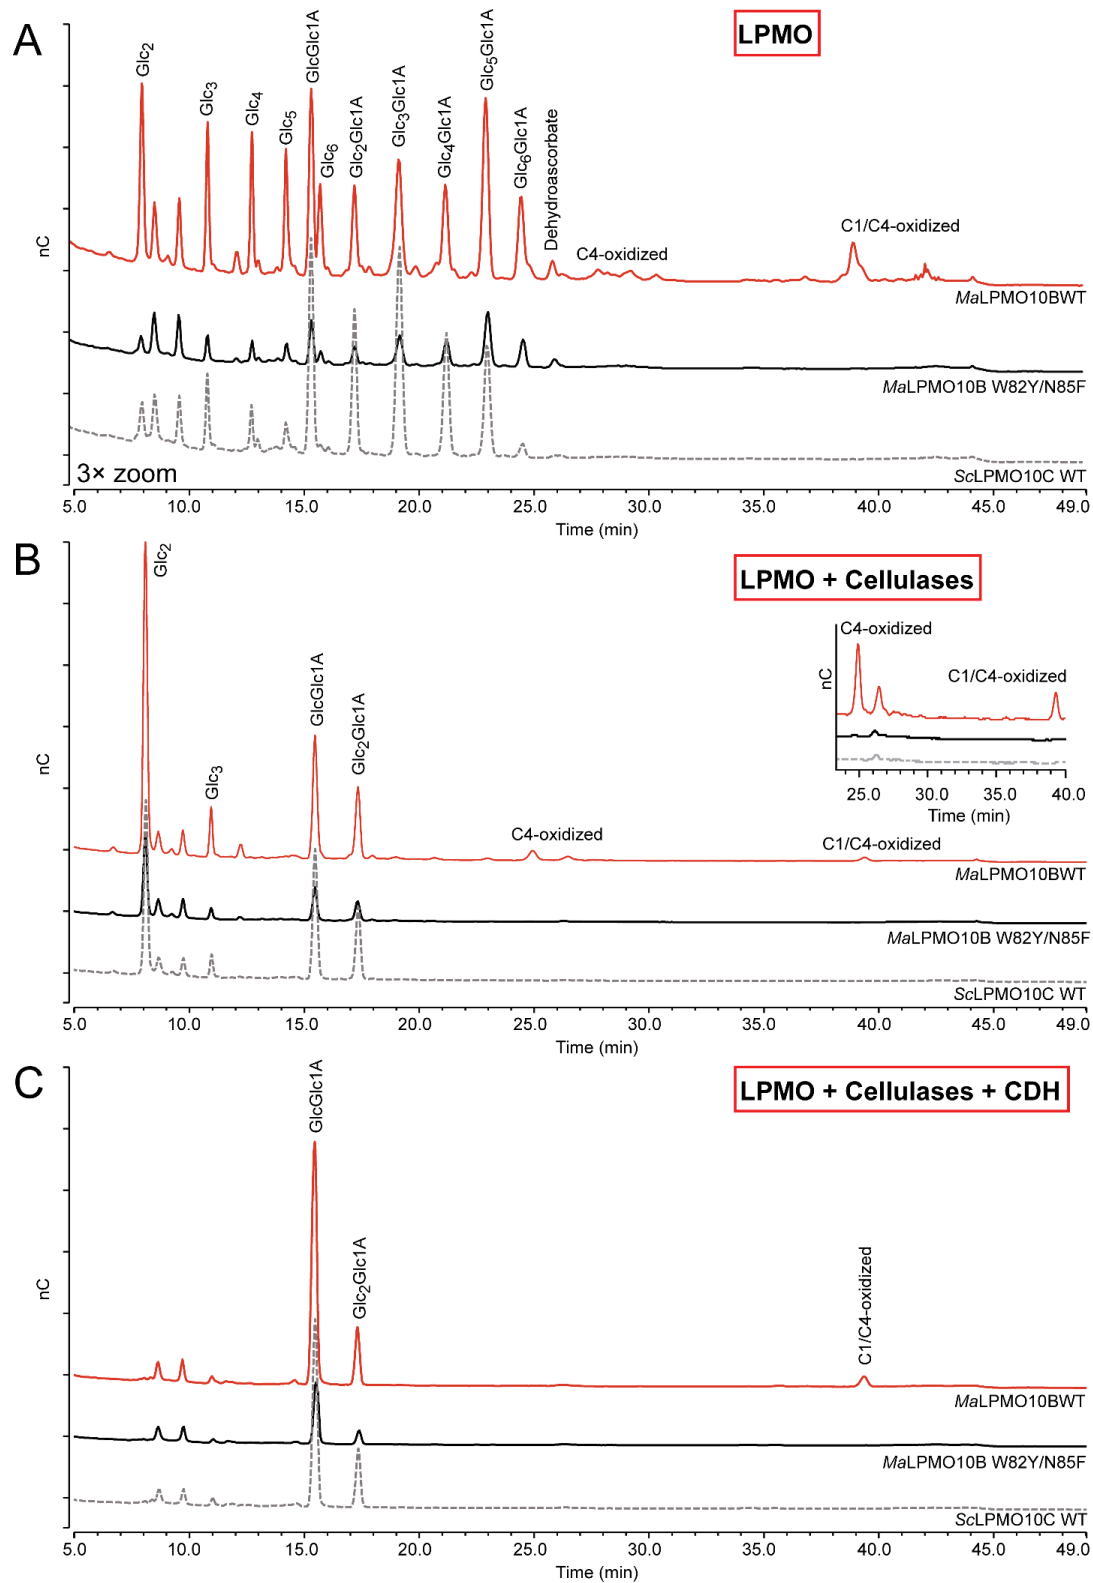 A
LPMO
Glc2
Glc3
Glc4
Glc5
GlcGlc1A
Glc6
Glc2Glc1A
Glc3Glc1A
Glc4Glc1A
Glc5Glc1A
Glc6Glc1A
Dehydroascorbate
C4-oxidized
C1/C4-oxidized
nC
MaLPMO10BWT
MaLPMO10B W82Y/N85F
3× zoom
ScLPMO10C WT
5.0 10.0 15.0 20.0 25.0 30.0 35.0 40.0 45.0 49.0
Time (min)
B
LPMO + Cellulases
Glc2
Glc3
GlcGlc1A
Glc2Glc1A
C4-oxidized
C1/C4-oxidized
nC
C4-oxidized
C1/C4-oxidized
nC
25.0 30.0 35.0 40.0
Time (min)
MaLPMO10BWT
MaLPMO10B W82Y/N85F
ScLPMO10C WT
5.0 10.0 15.0 20.0 25.0 30.0 35.0 40.0 45.0 49.0
Time (min)
C
LPMO + Cellulases + CDH
GlcGlc1A
Glc2Glc1A
C1/C4-oxidized
nC
MaLPMO10BWT
MaLPMO10B W82Y/N85F
ScLPMO10C WT
5.0 10.0 15.0 20.0 25.0 30.0 35.0 40.0 45.0 49.0
Time (min)